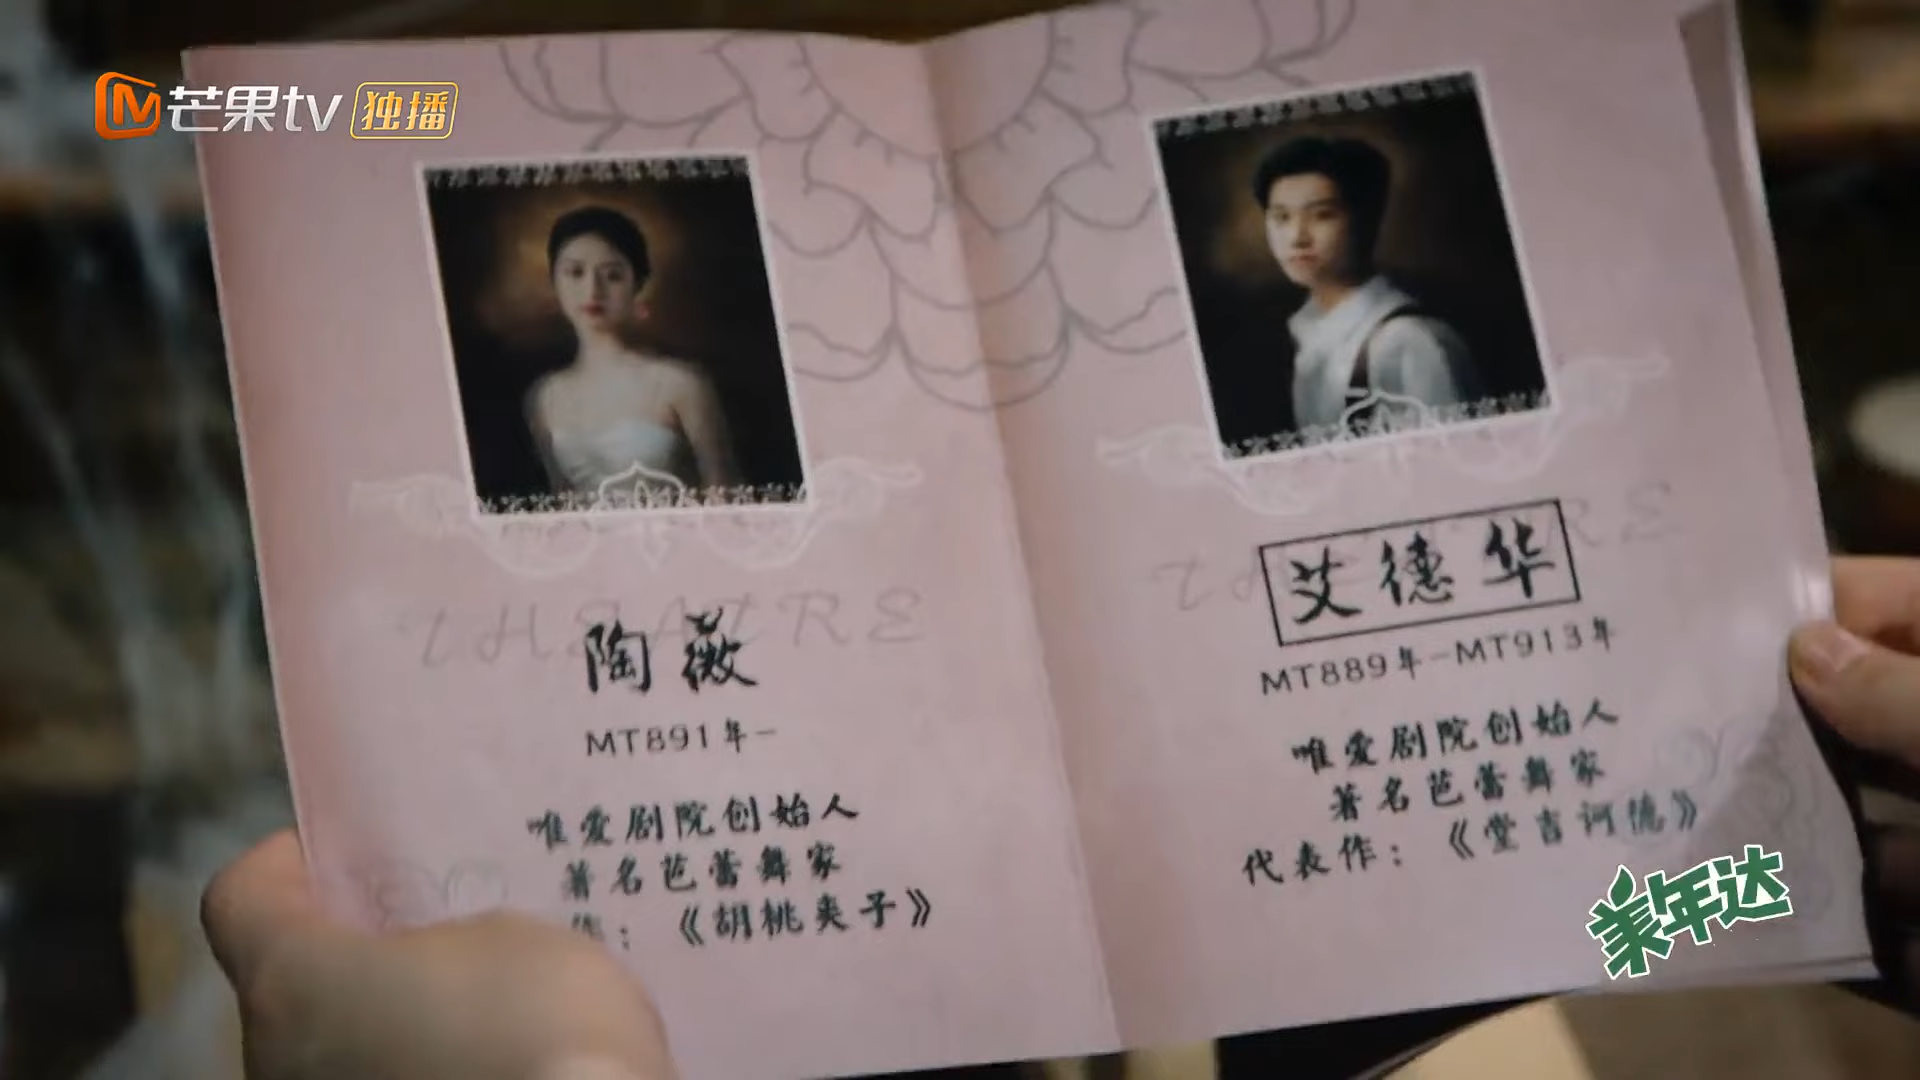 芒果tv 独播
THEATRE
陶薇
MT891年-
唯爱剧院创始人
著名芭蕾舞家
作：《胡桃夹子》
艾德华
MT889年-MT913年
唯爱剧院创始人
著名芭蕾舞家
代表作：《堂吉诃德》
美年达